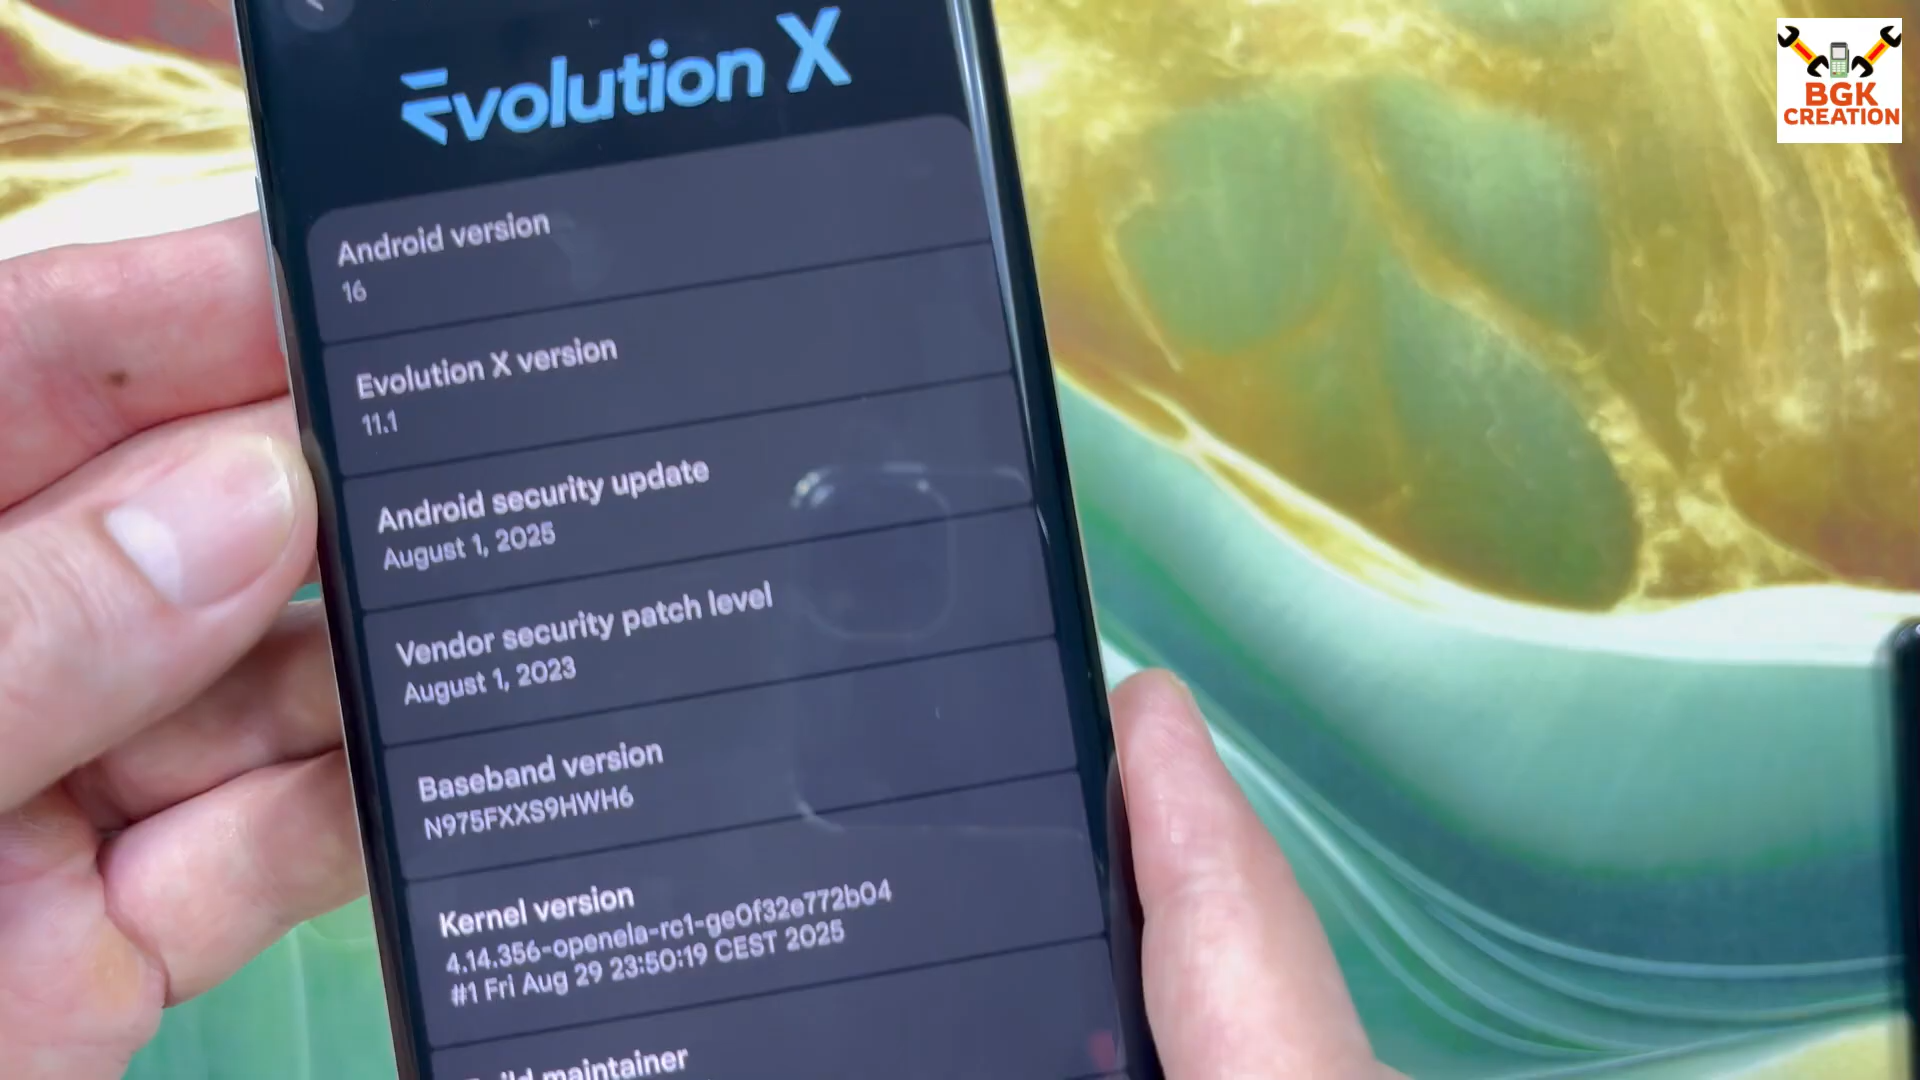 Evolution X
Android version
16
Evolution X version
11.1
Android security update
August 1, 2025
Vendor security patch level
August 1, 2023
Baseband version
N975FXXS9HWH6
Kernel version
4.14.356-openela-rc1-ge0f32e772b04
#1 Fri Aug 29 23:50:19 CEST 2025
Build maintainer
BGK
CREATION